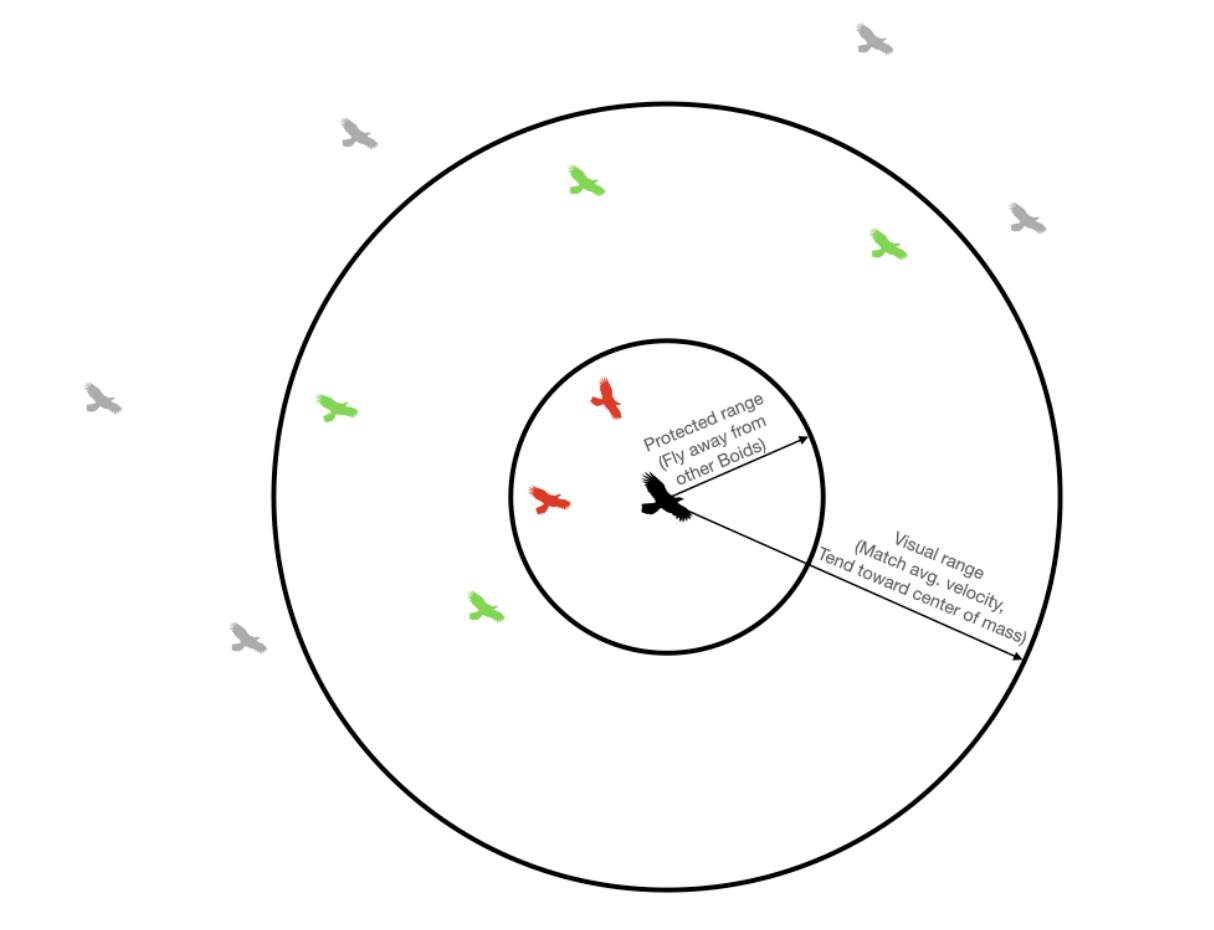 Protected range
(Fly away from
other Boids)
Visual range
(Match avg. velocity,
Tend toward center of mass)